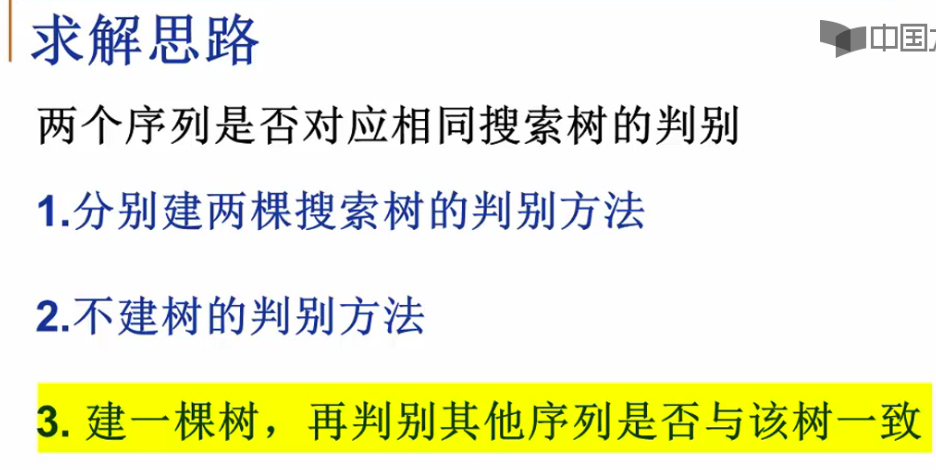 求解思路
中国
两个序列是否对应相同搜索树的判别
1.分别建两棵搜索树的判别方法
2.不建树的判别方法
3. 建一棵树，再判别其他序列是否与该树一致